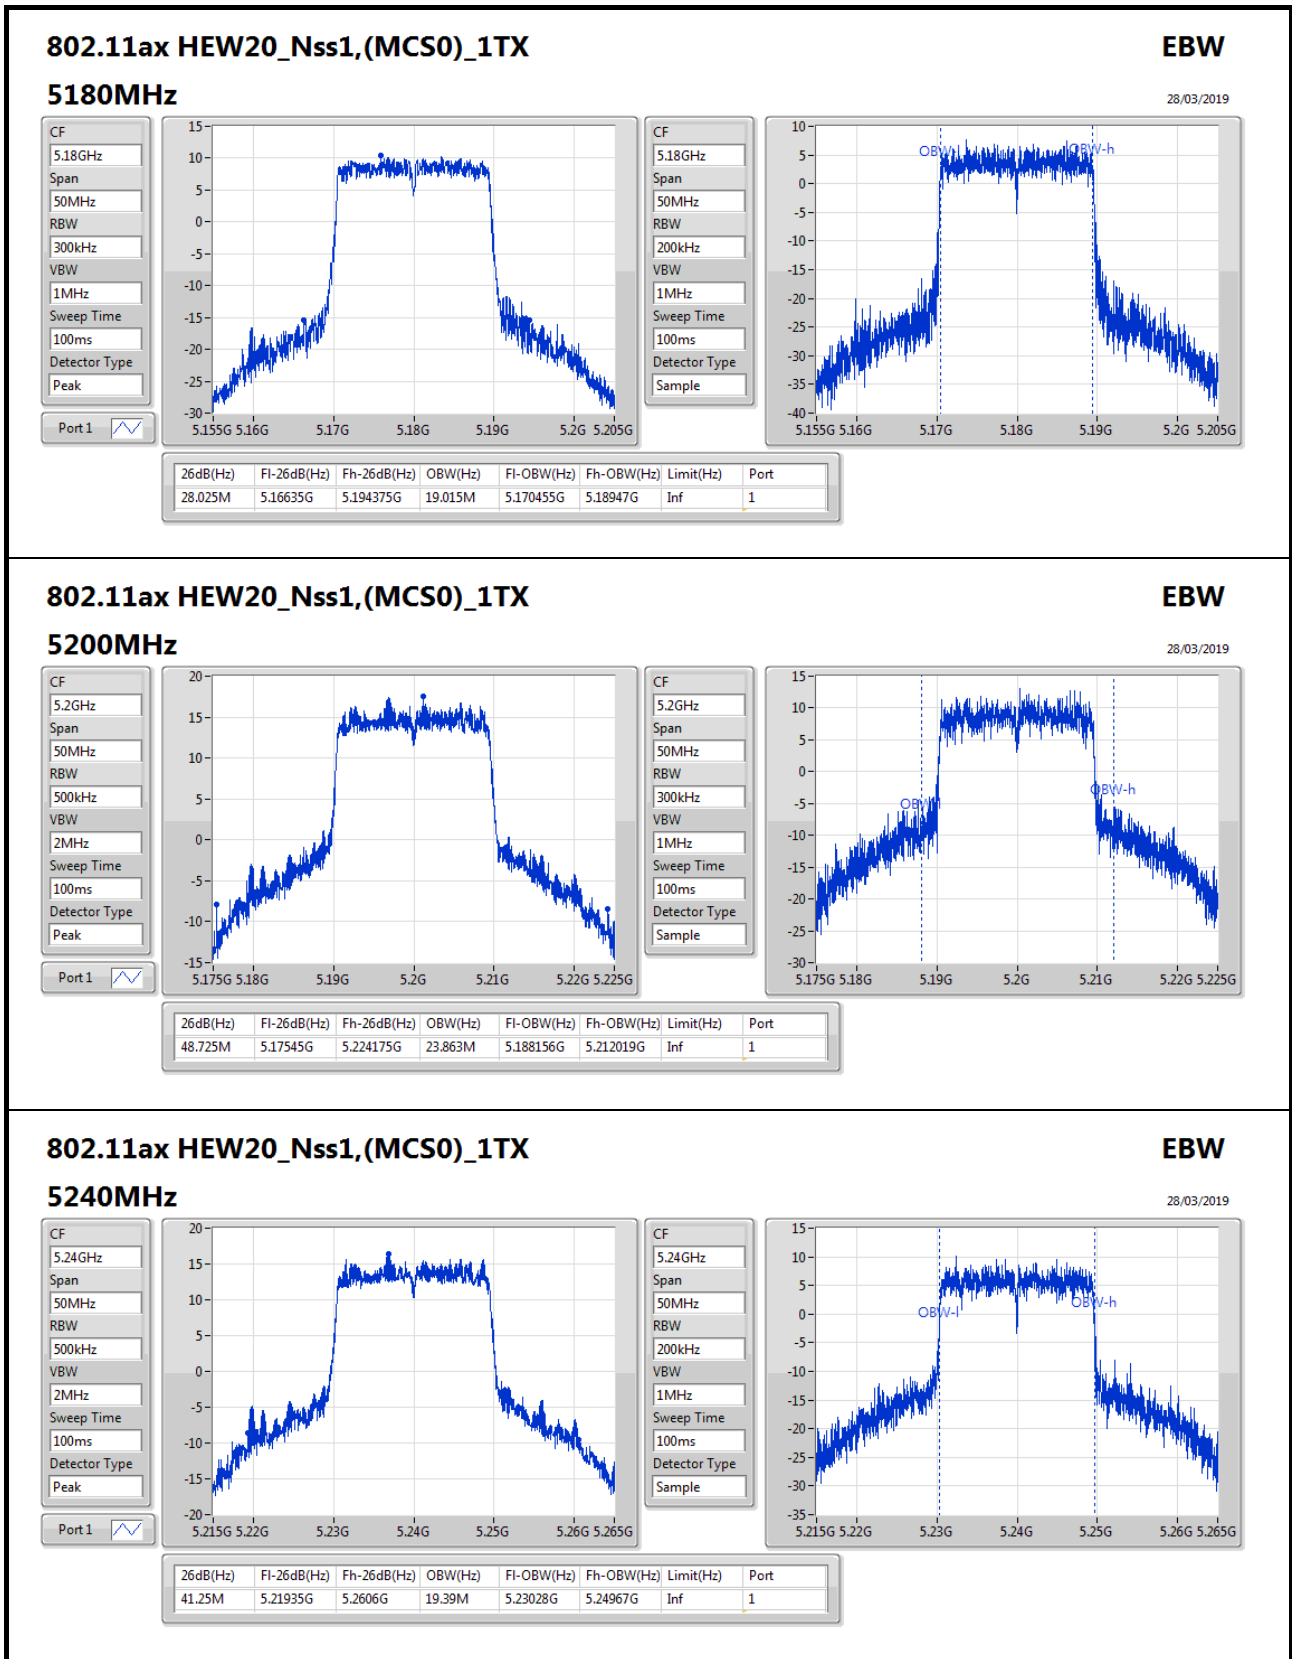 802.11ax HEW20_Nss1,(MCS0)_1TX EBW
5180MHz 28/03/2019
CF
5.18GHz
Span
50MHz
RBW
300kHz
VBW
1MHz
Sweep Time
100ms
Detector Type
Peak
Port 1
15
10
5
0
-5
-10
-15
-20
-25
-30
5.155G 5.16G 5.17G 5.18G 5.19G 5.2G 5.205G
CF
5.18GHz
Span
50MHz
RBW
200kHz
VBW
1MHz
Sweep Time
100ms
Detector Type
Sample
10
5
0
-5
-10
-15
-20
-25
-30
-35
-40
OBW-h
5.155G 5.16G 5.17G 5.18G 5.19G 5.2G 5.205G
26dB(Hz) Fl-26dB(Hz) Fh-26dB(Hz) OBW(Hz) Fl-OBW(Hz) Fh-OBW(Hz) Limit(Hz) Port
28.025M 5.16635G 5.194375G 19.015M 5.170455G 5.18947G Inf 1
802.11ax HEW20_Nss1,(MCS0)_1TX EBW
5200MHz 28/03/2019
CF
5.2GHz
Span
50MHz
RBW
500kHz
VBW
2MHz
Sweep Time
100ms
Detector Type
Peak
Port 1
20
15
10
5
0
-5
-10
-15
5.175G 5.18G 5.19G 5.2G 5.21G 5.22G 5.225G
CF
5.2GHz
Span
50MHz
RBW
300kHz
VBW
1MHz
Sweep Time
100ms
Detector Type
Sample
15
10
5
0
-5
-10
-15
-20
-25
-30
OBW-h
5.175G 5.18G 5.19G 5.2G 5.21G 5.22G 5.225G
26dB(Hz) Fl-26dB(Hz) Fh-26dB(Hz) OBW(Hz) Fl-OBW(Hz) Fh-OBW(Hz) Limit(Hz) Port
48.725M 5.17545G 5.224175G 23.863M 5.188156G 5.212019G Inf 1
802.11ax HEW20_Nss1,(MCS0)_1TX EBW
5240MHz 28/03/2019
CF
5.24GHz
Span
50MHz
RBW
500kHz
VBW
2MHz
Sweep Time
100ms
Detector Type
Peak
Port 1
20
15
10
5
0
-5
-10
-15
-20
5.215G 5.22G 5.23G 5.24G 5.25G 5.26G 5.265G
CF
5.24GHz
Span
50MHz
RBW
200kHz
VBW
1MHz
Sweep Time
100ms
Detector Type
Sample
15
10
5
0
-5
-10
-15
-20
-25
-30
-35
OBW-l
OBW-h
5.215G 5.22G 5.23G 5.24G 5.25G 5.26G 5.265G
26dB(Hz) Fl-26dB(Hz) Fh-26dB(Hz) OBW(Hz) Fl-OBW(Hz) Fh-OBW(Hz) Limit(Hz) Port
41.25M 5.21935G 5.2606G 19.39M 5.23028G 5.24967G Inf 1